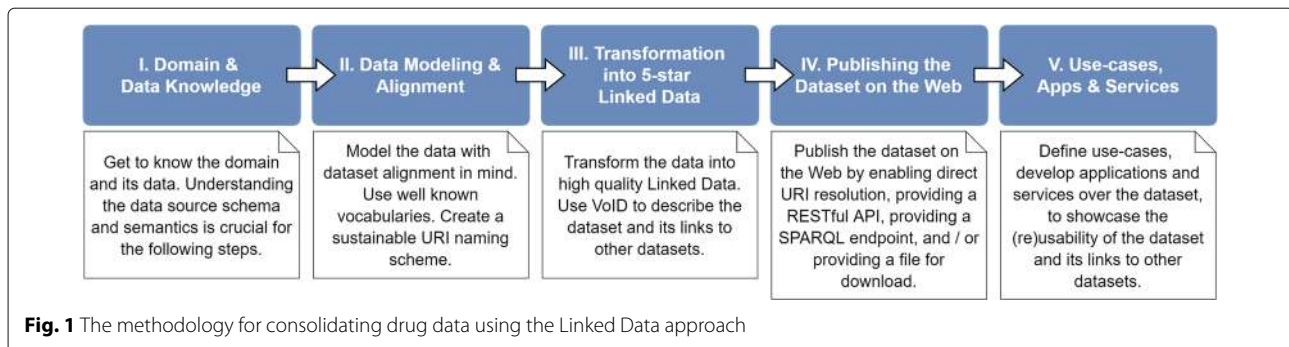 I. Domain &
Data Knowledge
II. Data Modeling &
Alignment
III. Transformation
into 5-star
Linked Data
IV. Publishing the
Dataset on the Web
V. Use-cases,
Apps & Services
Get to know the domain
and its data. Understanding
the data source schema
and semantics is crucial for
the following steps.
Model the data with
dataset alignment in mind.
Use well known
vocabularies. Create a
sustainable URI naming
scheme.
Transform the data into
high quality Linked Data.
Use VoID to describe the
dataset and its links to
other datasets.
Publish the dataset on
the Web by enabling direct
URI resolution, providing a
RESTful API, providing a
SPARQL endpoint, and / or
providing a file for
download.
Define use-cases,
develop applications and
services over the dataset,
to showcase the
(re)usability of the dataset
and its links to other
datasets.
Fig. 1 The methodology for consolidating drug data using the Linked Data approach